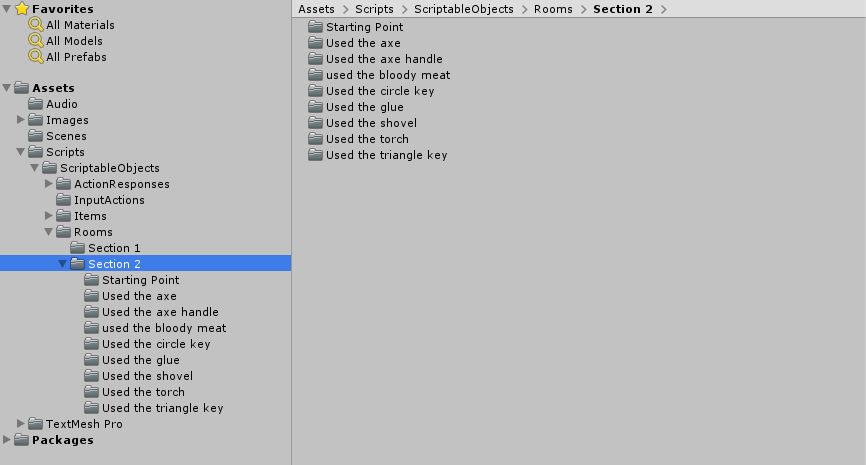 Favorites
All Materials
All Models
All Prefabs
Assets
Audio
Images
Scenes
Scripts
ScriptableObjects
ActionResponses
InputActions
Items
Rooms
Section 1
Section 2
Starting Point
Used the axe
Used the axe handle
used the bloody meat
Used the circle key
Used the glue
Used the shovel
Used the torch
Used the triangle key
TextMesh Pro
Packages
Assets > Scripts > ScriptableObjects > Rooms > Section 2 >
Starting Point
Used the axe
Used the axe handle
used the bloody meat
Used the circle key
Used the glue
Used the shovel
Used the torch
Used the triangle key